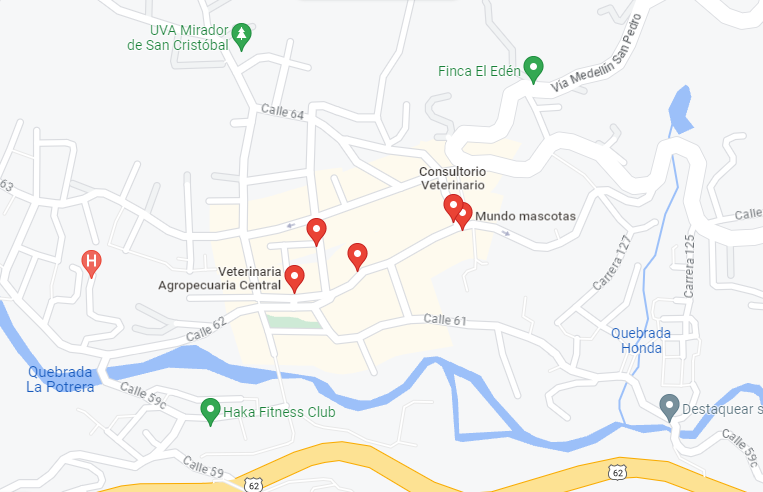 UVA Mirador
de San Cristóbal
Finca El Edén
Vía Medellín San Pedro
Calle 64
Consultorio
Veterinario
63
Mundo mascotas
Calle
H
Veterinaria
Agropecuaria Central
Carrera 127
Carrera 125
Calle 62
Calle 61
Quebrada
Honda
Quebrada
La Potrera
Calle 59c
Haka Fitness Club
Destaquear s
Calle 59c
Calle 59
62
62